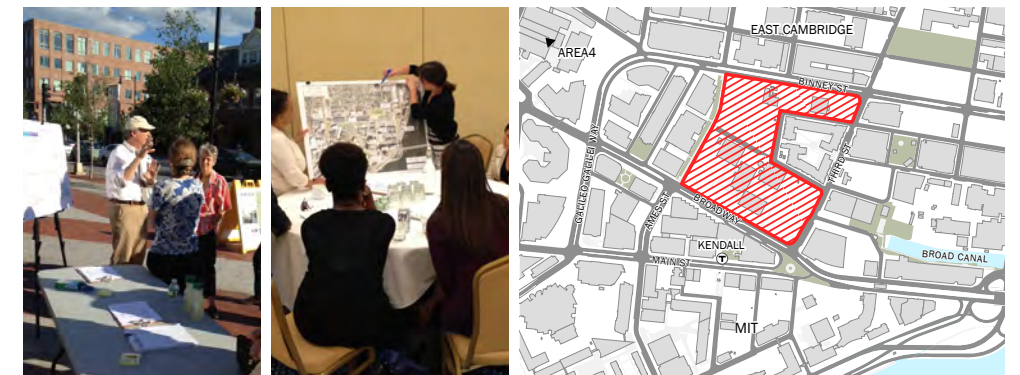 EAST CAMBRIDGE
AREA4
BINNEY ST
GALILEO GALILEI WAY
THIRD ST
AMES ST
BROADWAY
KENDALL
T
BROAD CANAL
MAIN ST
MIT